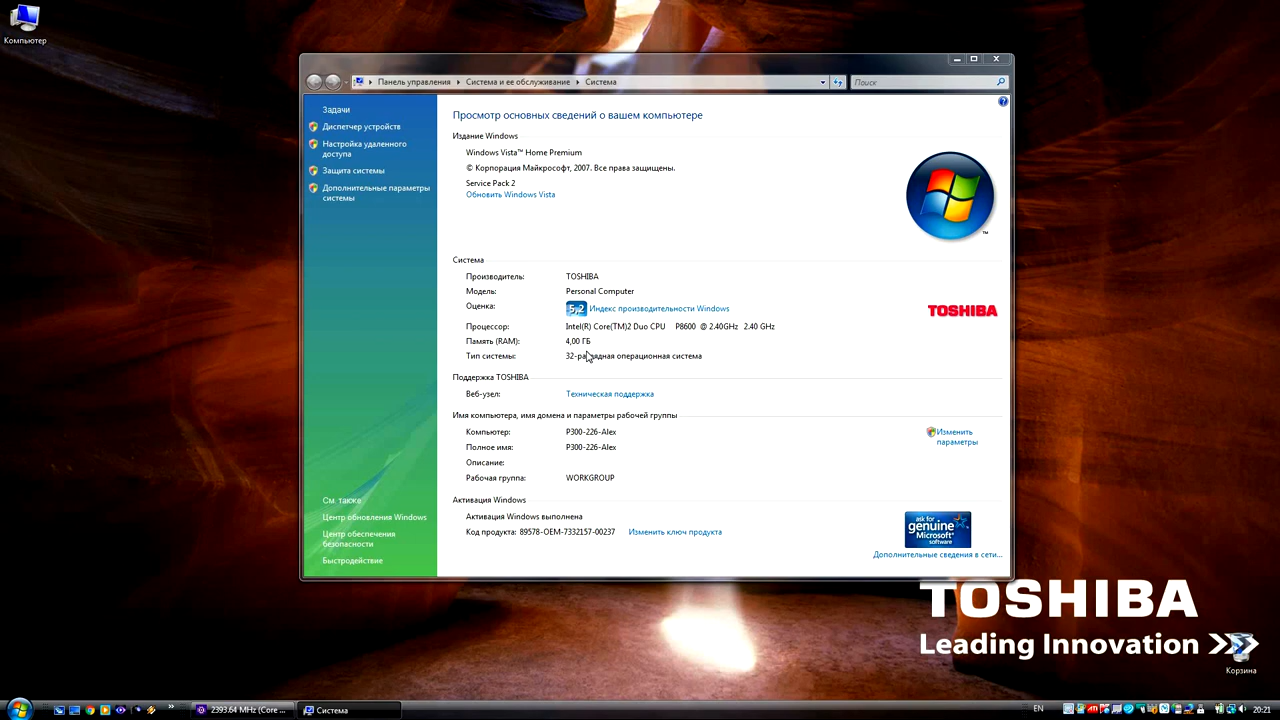 Компьютер
Панель управления
Система и ее обслуживание
Система
Поиск
Задачи
Диспетчер устройств
Настройка удаленного
доступа
Защита системы
Дополнительные параметры
системы
Просмотр основных сведений о вашем компьютере
Издание Windows
Windows Vista™ Home Premium
© Корпорация Майкрософт, 2007. Все права защищены.
Service Pack 2
Обновить Windows Vista
TM
Система
Производитель: TOSHIBA
Модель: Personal Computer
Оценка: 5,2 Индекс производительности Windows
TOSHIBA
Процессор: Intel(R) Core(TM)2 Duo CPU P8600 @ 2.40GHz 2.40 GHz
Память (RAM): 4,00 ГБ
Тип системы: 32-разрядная операционная система
Поддержка TOSHIBA
Веб-узел: Техническая поддержка
Имя компьютера, имя домена и параметры рабочей группы
Компьютер: P300-226-Alex
Изменить
параметры
Полное имя: P300-226-Alex
Описание:
Рабочая группа: WORKGROUP
Активация Windows
Активация Windows выполнена
Код продукта: 89578-OEM-7332157-00237 Изменить ключ продукта
ask for
genuine
Microsoft
software
Дополнительные сведения в сети...
См. также
Центр обновления Windows
Центр обеспечения
безопасности
Быстродействие
TOSHIBA
Leading Innovation
Корзина
2393.64 MHz (Core ...
Система
EN
20:21